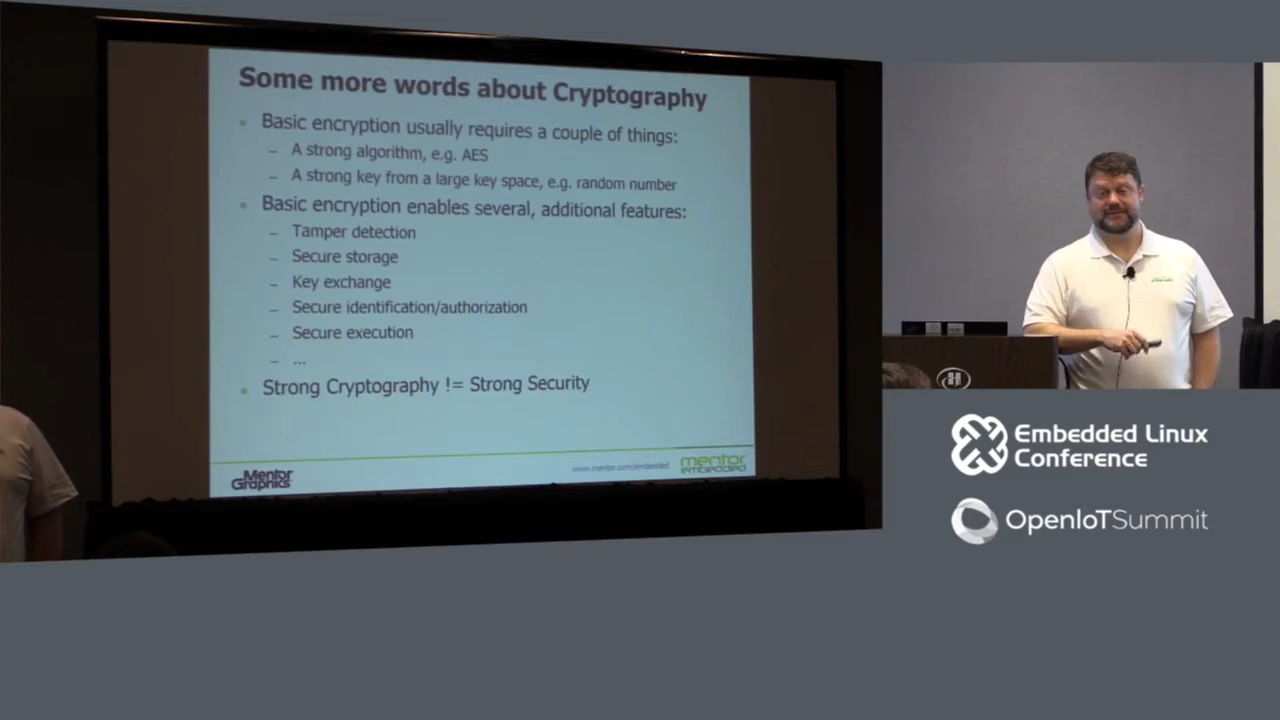 Some more words about Cryptography
Basic encryption usually requires a couple of things:
– A strong algorithm, e.g. AES
– A strong key from a large key space, e.g. random number
Basic encryption enables several, additional features:
– Tamper detection
– Secure storage
– Key exchange
– Secure identification/authorization
– Secure execution
– ...
Strong Cryptography != Strong Security
Mentor
Graphics
www.mentor.com/embedded
mentor
embedded
H
Embedded Linux
Conference
OpenIoTSummit